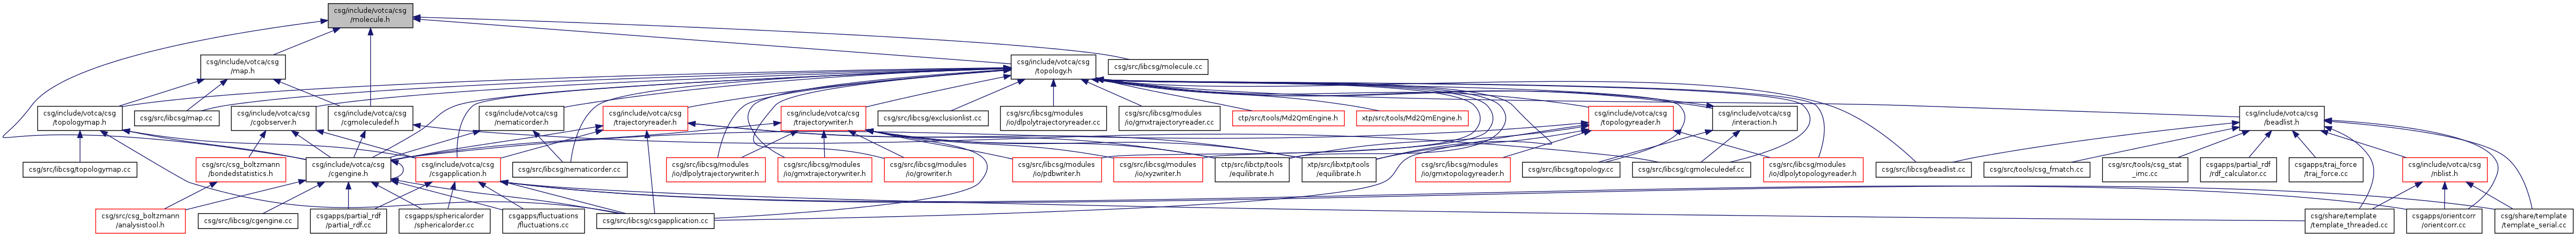 csg/include/votca/csg
/molecule.h
csg/include/votca/csg
/map.h
csg/include/votca/csg
/topology.h
csg/src/libcsg/molecule.cc
csg/include/votca/csg
/topologymap.h
csg/src/libcsg/map.cc
csg/include/votca/csg
/cgobserver.h
csg/include/votca/csg
/cgmoleculedef.h
csg/include/votca/csg
/nematicorder.h
csg/include/votca/csg
/trajectoryreader.h
csg/include/votca/csg
/trajectorywriter.h
csg/src/libcsg/exclusionlist.cc
csg/src/libcsg/modules
/io/dlpolytrajectoryreader.cc
csg/src/libcsg/modules
/io/gmxtrajectoryreader.cc
ctp/src/tools/Md2QmEngine.h
xtp/src/tools/Md2QmEngine.h
csg/include/votca/csg
/topologyreader.h
csg/include/votca/csg
/interaction.h
csg/include/votca/csg
/beadlist.h
csg/src/libcsg/topologymap.cc
csg/src/csg_boltzmann
/bondedstatistics.h
csg/include/votca/csg
/cgengine.h
csg/include/votca/csg
/csgapplication.h
csg/src/libcsg/nematicorder.cc
csg/src/libcsg/modules
/io/dlpolytrajectorywriter.h
csg/src/libcsg/modules
/io/gmxtrajectorywriter.h
csg/src/libcsg/modules
/io/growriter.h
csg/src/libcsg/modules
/io/pdbwriter.h
csg/src/libcsg/modules
/io/xyzwriter.h
ctp/src/libctp/tools
/equilibrate.h
xtp/src/libxtp/tools
/equilibrate.h
csg/src/libcsg/modules
/io/gmxtopologyreader.h
csg/src/libcsg/topology.cc
csg/src/libcsg/cgmoleculedef.cc
csg/src/libcsg/modules
/io/dlpolytopologyreader.h
csg/src/libcsg/beadlist.cc
csg/src/tools/csg_fmatch.cc
csg/src/tools/csg_stat
_imc.cc
csgapps/partial_rdf
/rdf_calculator.cc
csgapps/traj_force
/traj_force.cc
csg/include/votca/csg
/nblist.h
csg/src/csg_boltzmann
/analysistool.h
csg/src/libcsg/cgengine.cc
csgapps/partial_rdf
/partial_rdf.cc
csgapps/sphericalorder
/sphericalorder.cc
csgapps/fluctuations
/fluctuations.cc
csg/src/libcsg/csgapplication.cc
csg/share/template
/template_threaded.cc
csgapps/orientcorr
/orientcorr.cc
csg/share/template
/template_serial.cc